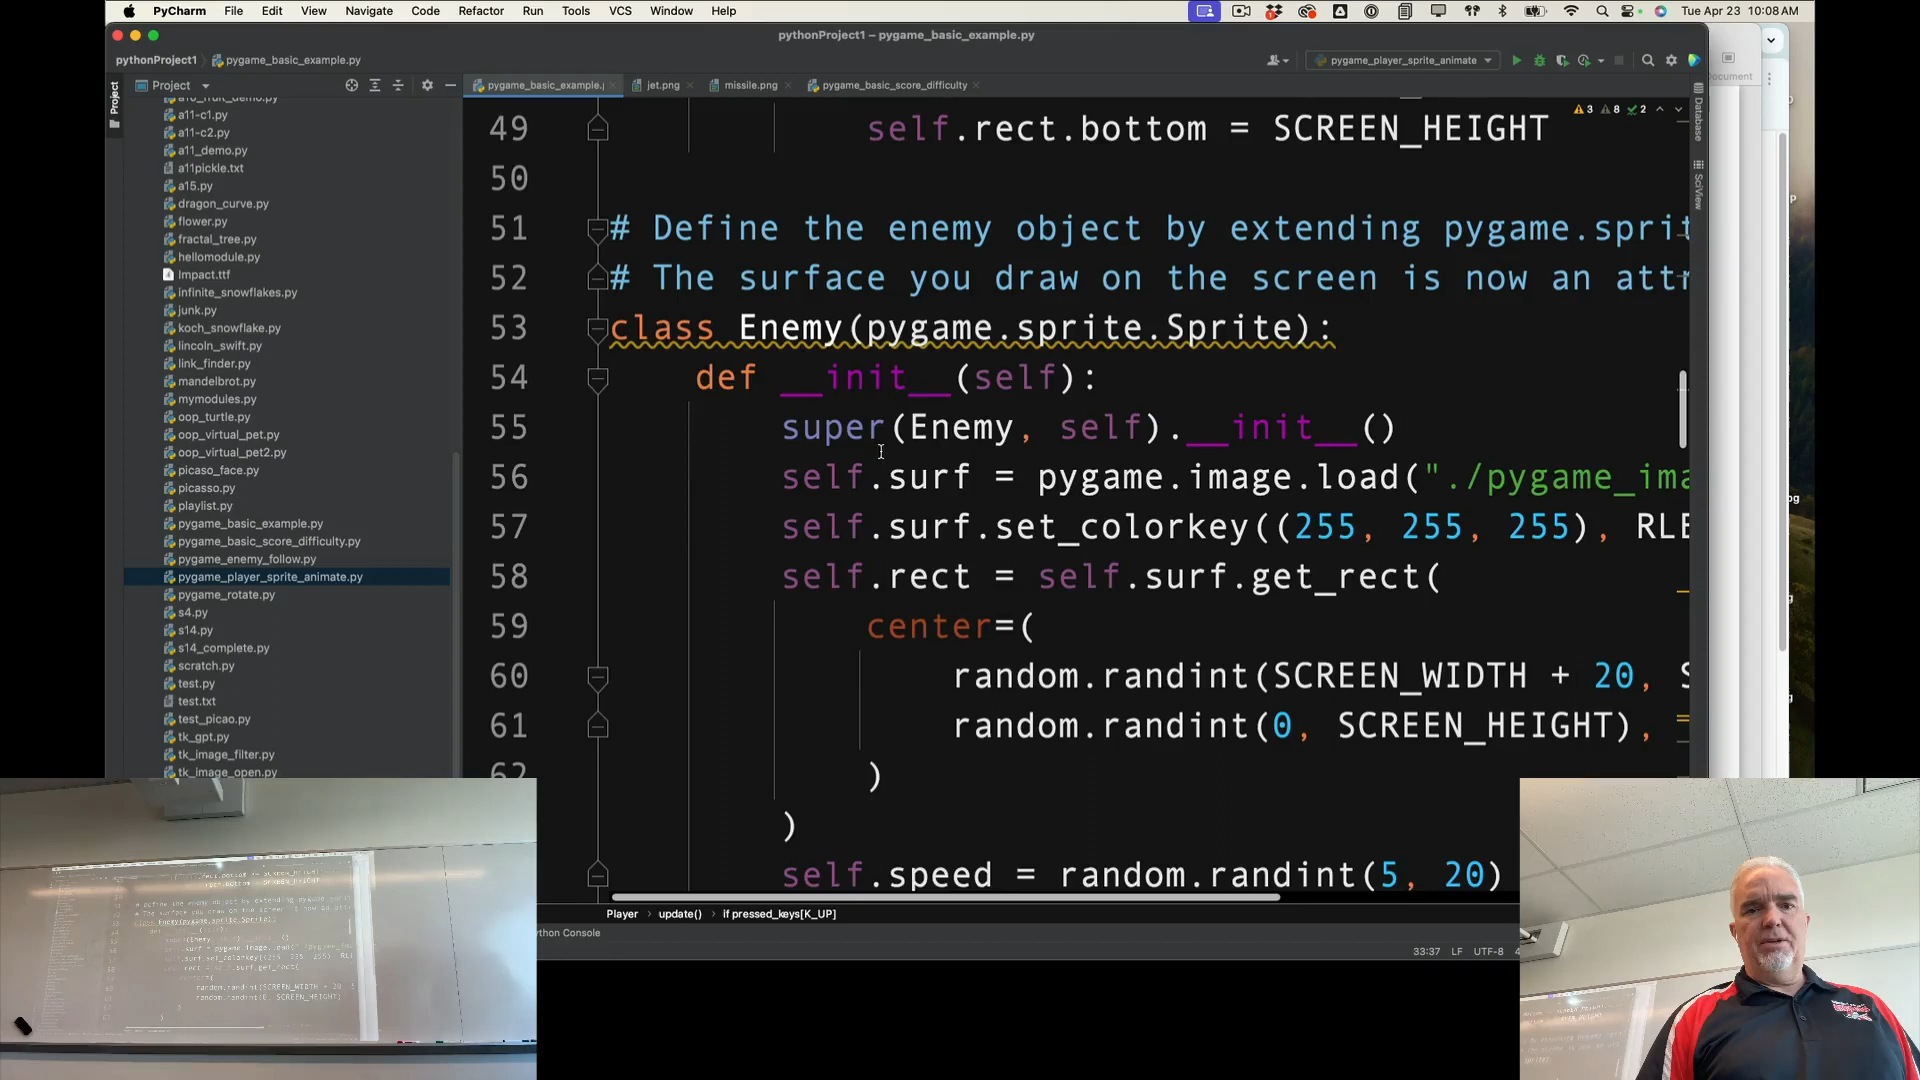 PyCharm File Edit View Navigate Code Refactor Run Tools VCS Window Help
Tue Apr 23 10:08 AM
pythonProject1 – pygame_basic_example.py
pythonProject1 pygame_basic_example.py
pygame_player_sprite_animate
Project
Project
pygame_basic_example.
jet.png
missile.png
pygame_basic_score_difficulty
Document
a10_fruit_demo.py
a11-c1.py
a11-c2.py
a11_demo.py
a11pickle.txt
a15.py
dragon_curve.py
flower.py
fractal_tree.py
hellomodule.py
Impact.ttf
infinite_snowflakes.py
junk.py
koch_snowflake.py
lincoln_swift.py
link_finder.py
mandelbrot.py
mymodules.py
oop_turtle.py
oop_virtual_pet.py
oop_virtual_pet2.py
picaso_face.py
picasso.py
playlist.py
pygame_basic_example.py
pygame_basic_score_difficulty.py
pygame_enemy_follow.py
pygame_player_sprite_animate.py
pygame_rotate.py
s4.py
s14.py
s14_complete.py
scratch.py
test.py
test.txt
test_picao.py
tk_gpt.py
tk_image_filter.py
tk_image_open.py
3 8 2
49 self.rect.bottom = SCREEN_HEIGHT
50
51 # Define the enemy object by extending pygame.sprit
52 # The surface you draw on the screen is now an attr
53 class Enemy(pygame.sprite.Sprite):
54 def __init__(self):
55 super(Enemy, self).__init__()
56 self.surf = pygame.image.load("./pygame_ima
57 self.surf.set_colorkey((255, 255, 255), RLE
58 self.rect = self.surf.get_rect(
59 center=(
60 random.randint(SCREEN_WIDTH + 20, S
61 random.randint(0, SCREEN_HEIGHT),
62 )
)
self.speed = random.randint(5, 20)
Database
SciView
Player update() if pressed_keys[K_UP]
ython Console
33:37 LF UTF-8